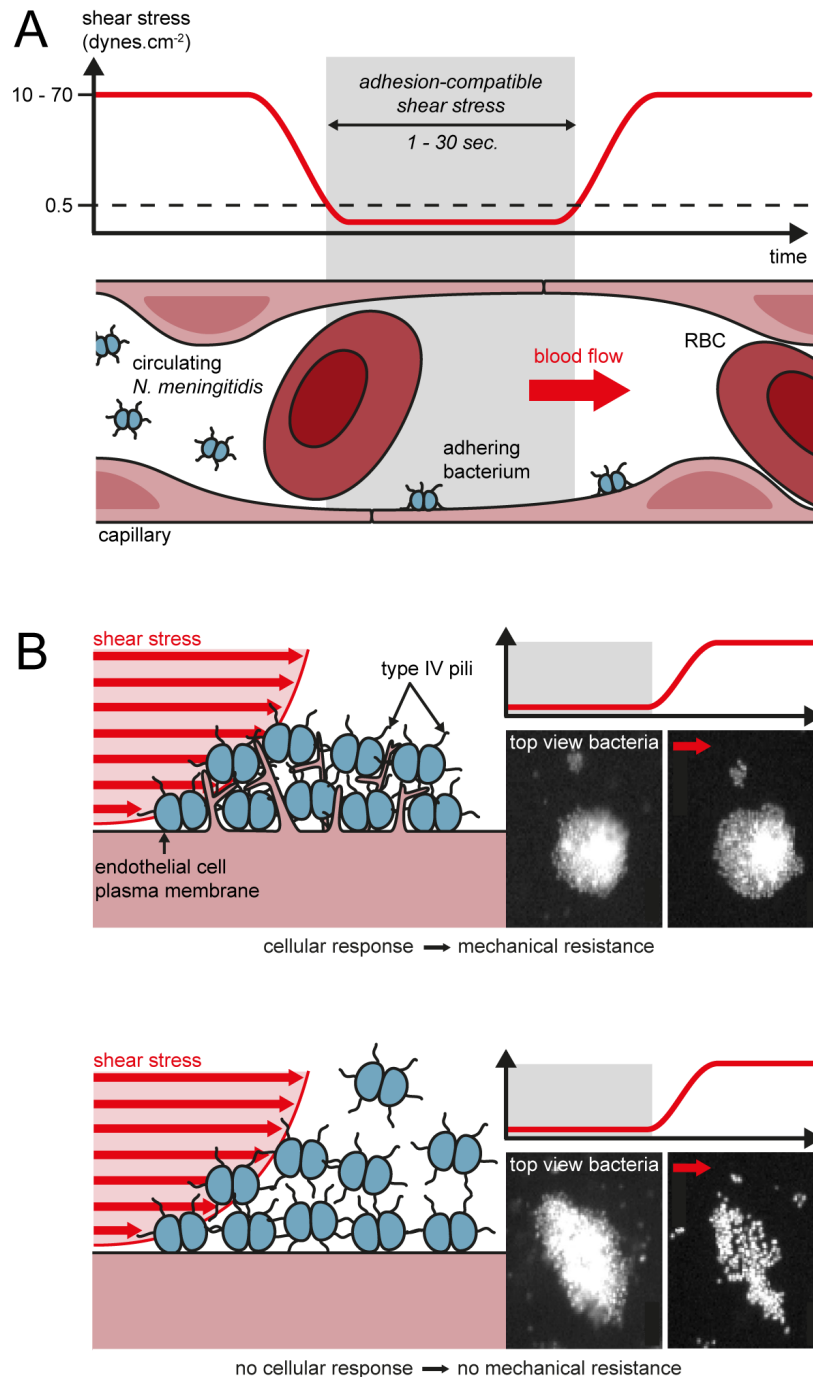 A
shear stress
(dynes.cm-2)
10 - 70
adhesion-compatible
shear stress
1 - 30 sec.
0.5
time
circulating
N. meningitidis
blood flow
RBC
adhering
bacterium
capillary
B
shear stress
type IV pili
top view bacteria
endothelial cell
plasma membrane
cellular response → mechanical resistance
shear stress
top view bacteria
no cellular response → no mechanical resistance